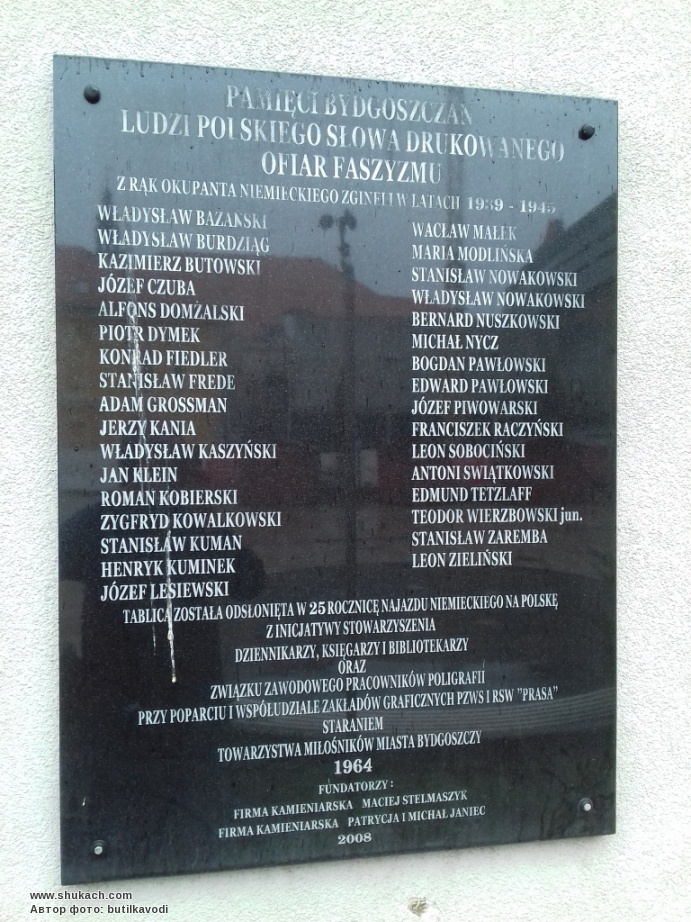 PAMIĘCI BYDGOSZCZAN
LUDZI POLSKIEGO SŁOWA DRUKOWANEGO
OFIAR FASZYZMU
Z RĄK OKUPANTA NIEMIECKIEGO ZGINĘLI W LATACH 1939 - 1945
WŁADYSŁAW BAŻAŃSKI
WŁADYSŁAW BURDZIĄG
KAZIMIERZ BUTOWSKI
JÓZEF CZUBA
ALFONS DOMŻALSKI
PIOTR DYMEK
KONRAD FIEDLER
STANISŁAW FREDE
ADAM GROSSMAN
JERZY KANIA
WŁADYSŁAW KASZYŃSKI
JAN KLEIN
ROMAN KOBIERSKI
ZYGFRYD KOWALKOWSKI
STANISŁAW KUMAN
HENRYK KUMINEK
JÓZEF LESIEWSKI
WACŁAW MAŁEK
MARIA MODLIŃSKA
STANISŁAW NOWAKOWSKI
WŁADYSŁAW NOWAKOWSKI
BERNARD NUSZKOWSKI
MICHAŁ NYCZ
BOGDAN PAWŁOWSKI
EDWARD PAWŁOWSKI
JÓZEF PIWOWARSKI
FRANCISZEK RACZYŃSKI
LEON SOBOCIŃSKI
ANTONI ŚWIĄTKOWSKI
EDMUND TETZLAFF
TEODOR WIERZBOWSKI jun.
STANISŁAW ZAREMBA
LEON ZIELIŃSKI
TABLICA ZOSTAŁA ODSŁONIĘTA W 25 ROCZNICĘ NAJAZDU NIEMIECKIEGO NA POLSKĘ
Z INICJATYWY STOWARZYSZENIA
DZIENNIKARZY, KSIĘGARZY I BIBLIOTEKARZY
ORAZ
ZWIĄZKU ZAWODOWEGO PRACOWNIKÓW POLIGRAFII
PRZY POPARCIU I WSPÓŁUDZIALE ZAKŁADÓW GRAFICZNYCH PZWS I RSW "PRASA"
STARANIEM
TOWARZYSTWA MIŁOŚNIKÓW MIASTA BYDGOSZCZY
1964
FUNDATORZY :
FIRMA KAMIENIARSKA MACIEJ STELMASZYK
FIRMA KAMIENIARSKA PATRYCJA I MICHAŁ JANIEC
2008
www.shukach.com
Автор фото: butilkavodi